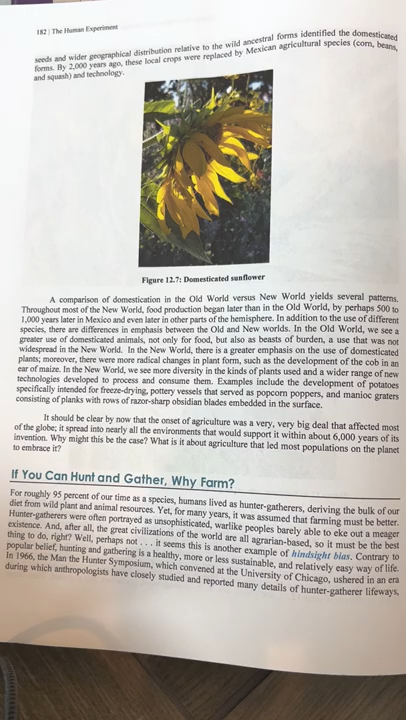 182 | The Human Experiment
seeds and wider geographical distribution relative to the wild ancestral forms identified the domesticated
forms. By 2,000 years ago, these local crops were replaced by Mexican agricultural species (corn, beans,
and squash) and technology.
Figure 12.7: Domesticated sunflower
A comparison of domestication in the Old World versus New World yields several patterns.
Throughout most of the New World, food production began later than in the Old World, by perhaps 500 to
1,000 years later in Mexico and even later in other parts of the hemisphere. In addition to the use of different
species, there are differences in emphasis between the Old and New worlds. In the Old World, we see a
greater use of domesticated animals, not only for food, but also as beasts of burden, a use that was not
widespread in the New World. In the New World, there is a greater emphasis on the use of domesticated
plants; moreover, there were more radical changes in plant form, such as the development of the cob in an
ear of maize. In the New World, we see more diversity in the kinds of plants used and a wider range of new
technologies developed to process and consume them. Examples include the development of potatoes
specifically intended for freeze-drying, pottery vessels that served as popcorn poppers, and manioc graters
consisting of planks with rows of razor-sharp obsidian blades embedded in the surface.
It should be clear by now that the onset of agriculture was a very, very big deal that affected most
of the globe; it spread into nearly all the environments that would support it within about 6,000 years of its
invention. Why might this be the case? What is it about agriculture that led most populations on the planet
to embrace it?
If You Can Hunt and Gather, Why Farm?
For roughly 95 percent of our time as a species, humans lived as hunter-gatherers, deriving the bulk of our
diet from wild plant and animal resources. Yet, for many years, it was assumed that farming must be better.
Hunter-gatherers were often portrayed as unsophisticated, warlike peoples barely able to eke out a meager
existence. And, after all, the great civilizations of the world are all agrarian-based, so it must be the best
thing to do, right? Well, perhaps not . . . it seems this is another example of hindsight bias. Contrary to
popular belief, hunting and gathering is a healthy, more or less sustainable, and relatively easy way of life.
In 1966, the Man the Hunter Symposium, which convened at the University of Chicago, ushered in an era
during which anthropologists have closely studied and reported many details of hunter-gatherer lifeways,